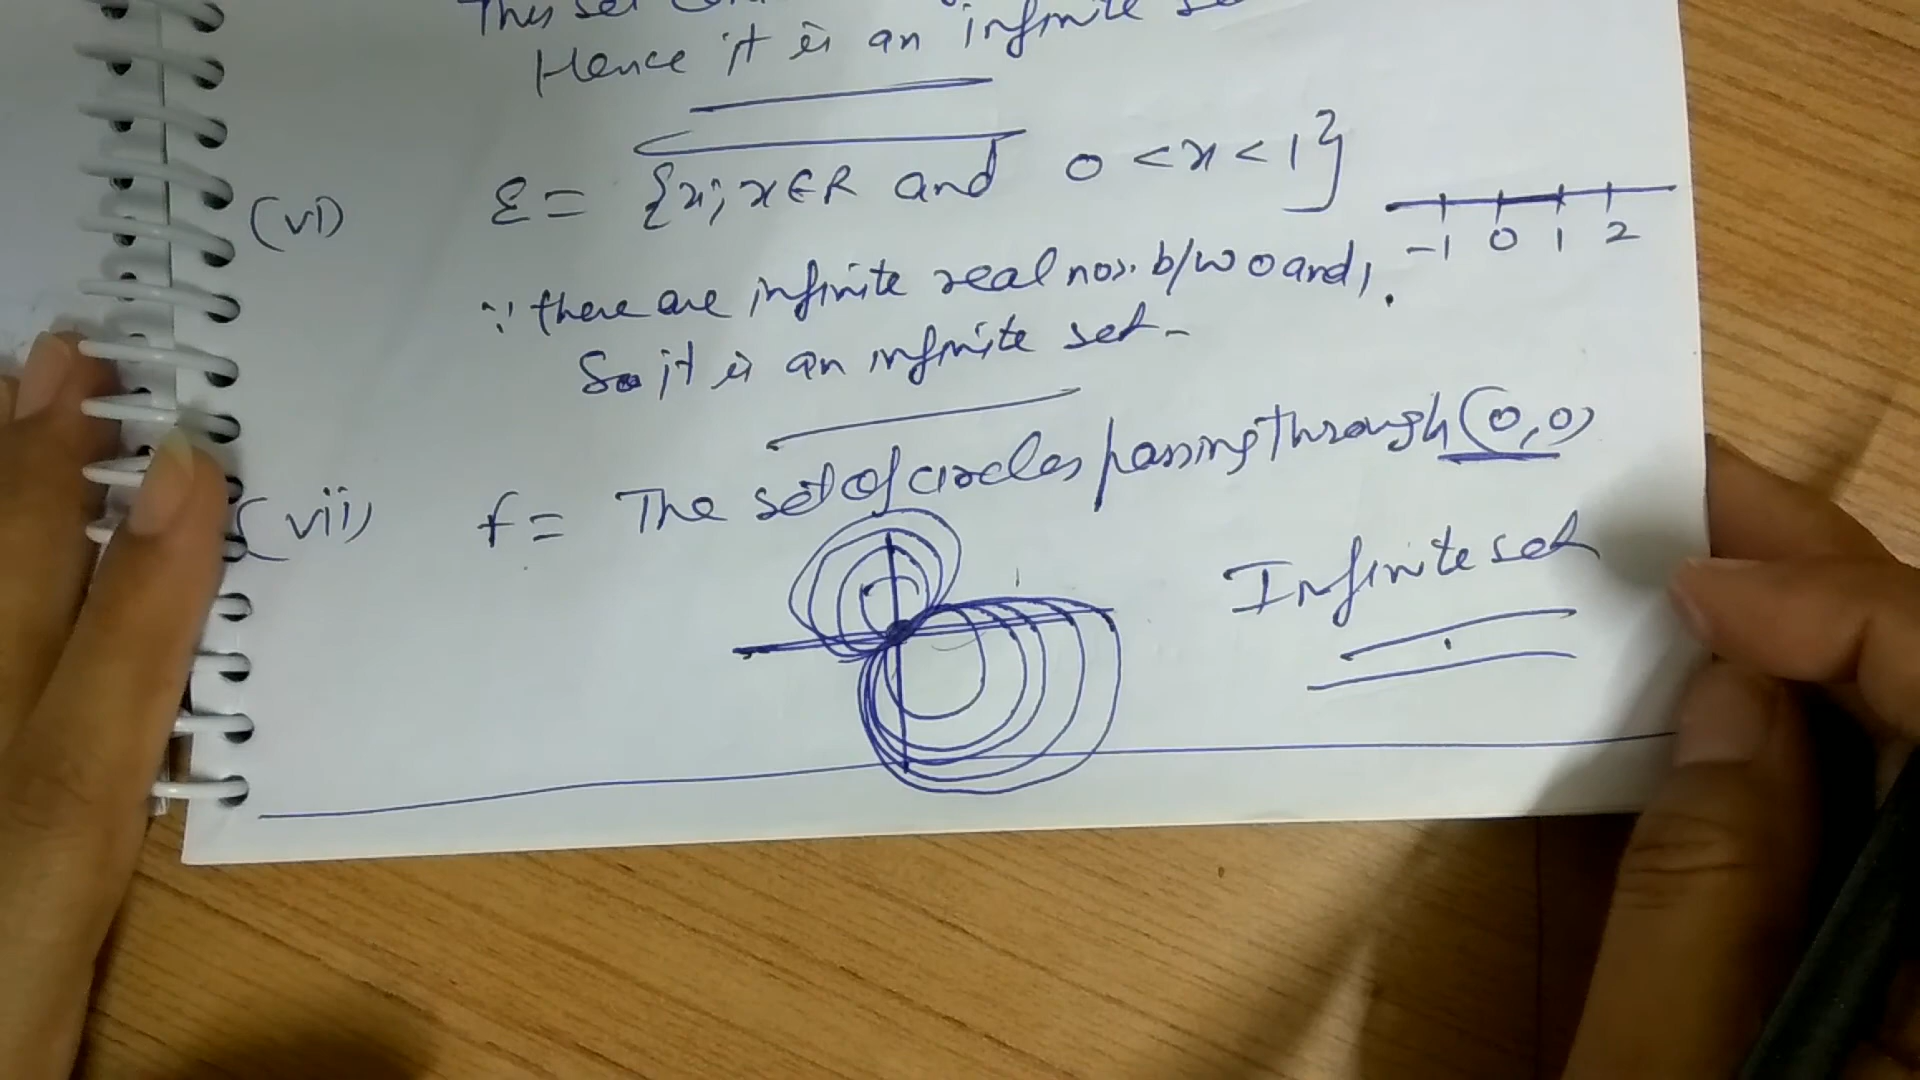 This set
Hence it is an infinite
(vi) E = {x; x∈R and 0 < x < 1}
-1 0 1 2
∵ there are infinite real nos. b/w 0 and 1.
So it is an infinite set-
(vii) f = The set of circles passing through (0,0)
Infinite set